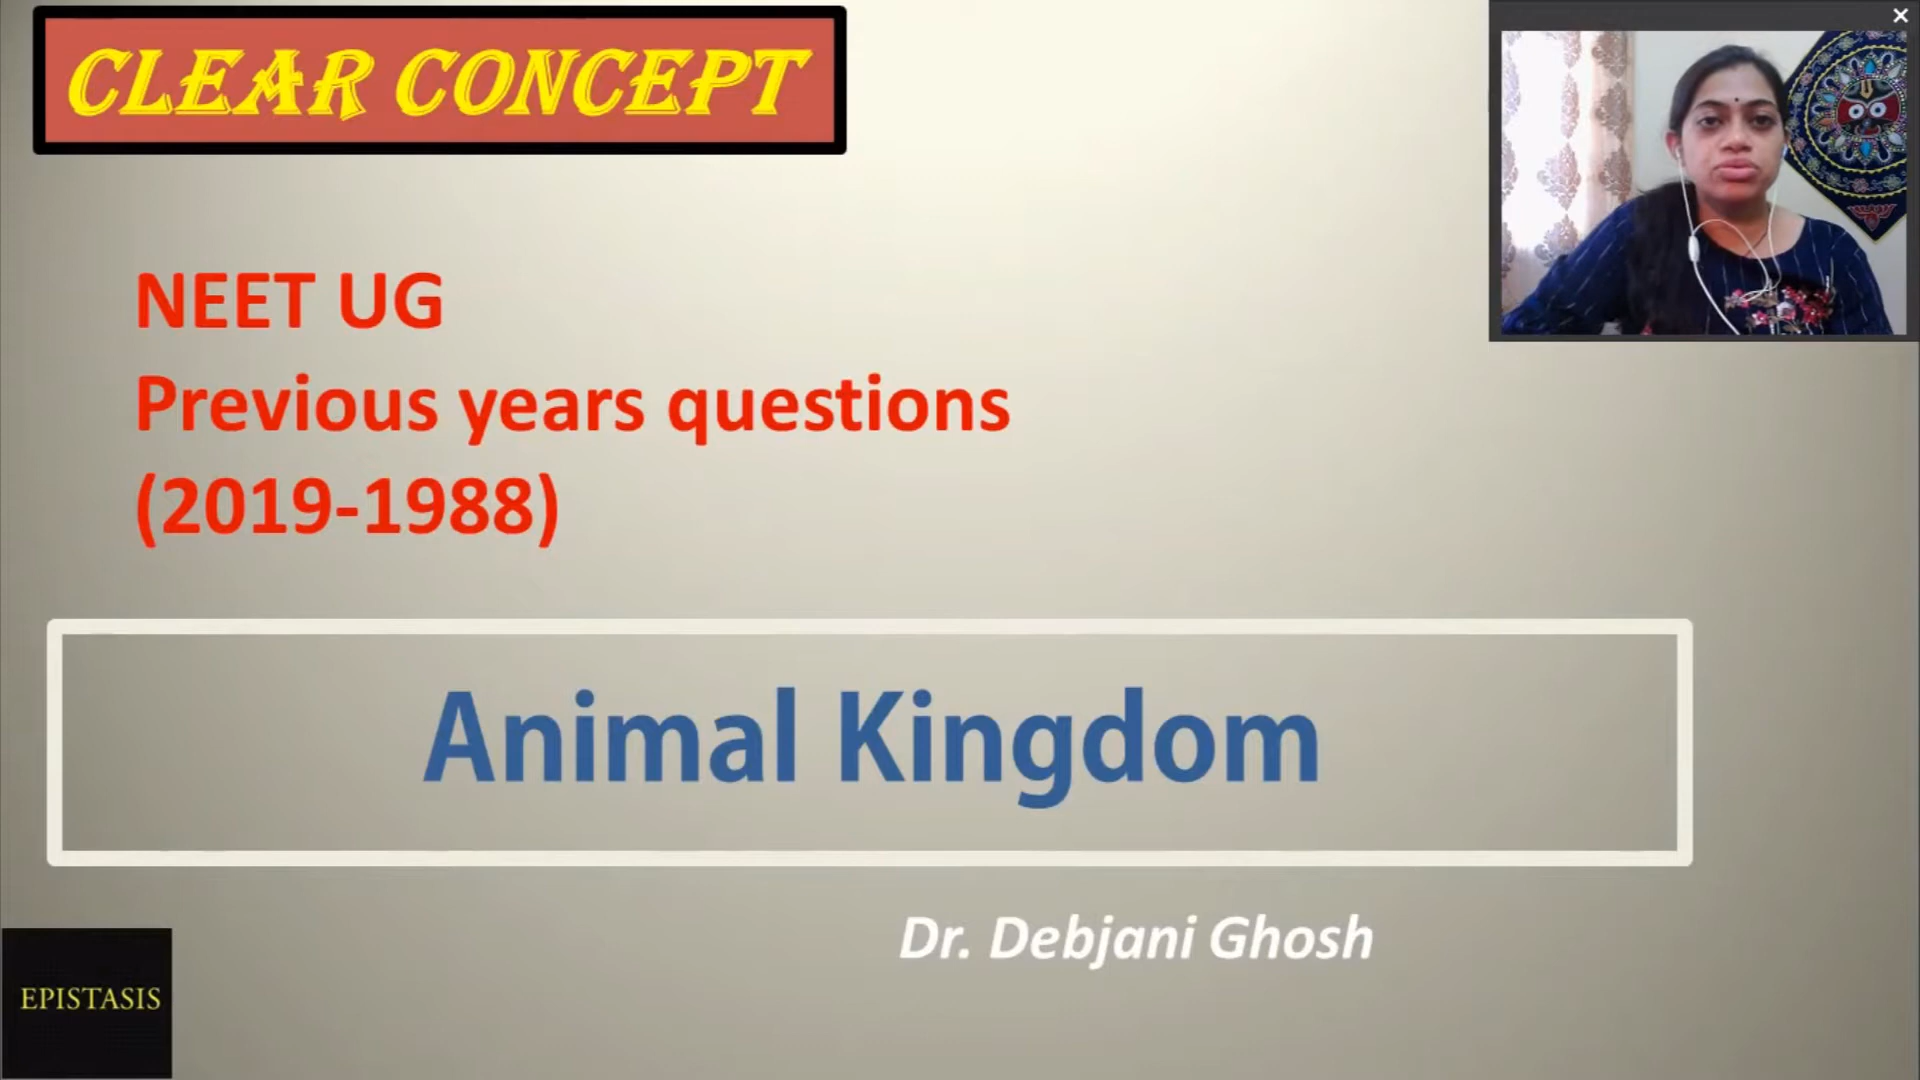 CLEAR CONCEPT
NEET UG
Previous years questions
(2019-1988)
Animal Kingdom
Dr. Debjani Ghosh
EPISTASIS